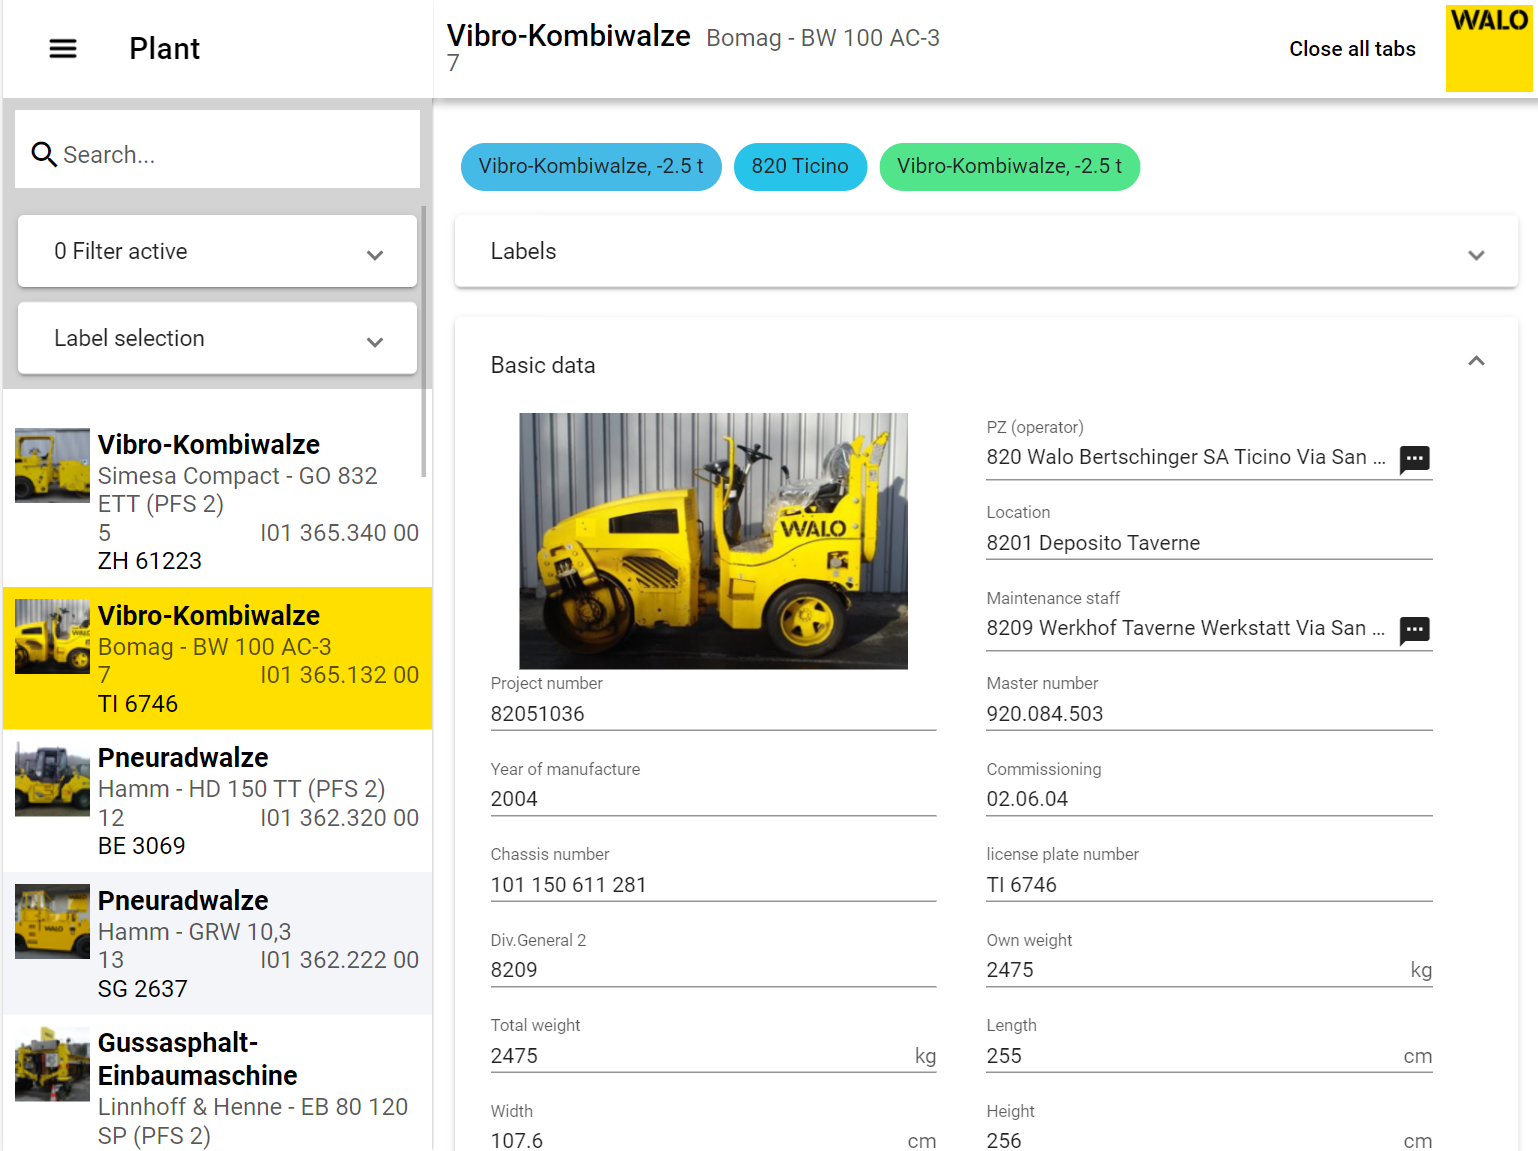 Plant
Vibro-Kombiwalze Bomag - BW 100 AC-3
7
Close all tabs
WALO
Search...
0 Filter active
Label selection
Vibro-Kombiwalze
Simesa Compact - GO 832
ETT (PFS 2)
5 I01 365.340 00
ZH 61223
Vibro-Kombiwalze
Bomag - BW 100 AC-3
7 I01 365.132 00
TI 6746
Pneuradwalze
Hamm - HD 150 TT (PFS 2)
12 I01 362.320 00
BE 3069
Pneuradwalze
Hamm - GRW 10,3
13 I01 362.222 00
SG 2637
Gussasphalt-
Einbaumaschine
Linnhoff & Henne - EB 80 120
SP (PFS 2)
Vibro-Kombiwalze, -2.5 t
820 Ticino
Vibro-Kombiwalze, -2.5 t
Labels
Basic data
WALO
PZ (operator)
820 Walo Bertschinger SA Ticino Via San ...
Location
8201 Deposito Taverne
Maintenance staff
8209 Werkhof Taverne Werkstatt Via San ...
Project number
82051036
Master number
920.084.503
Year of manufacture
2004
Commissioning
02.06.04
Chassis number
101 150 611 281
license plate number
TI 6746
Div.General 2
8209
Own weight
2475 kg
Total weight
2475 kg
Length
255 cm
Width
107.6 cm
Height
256 cm